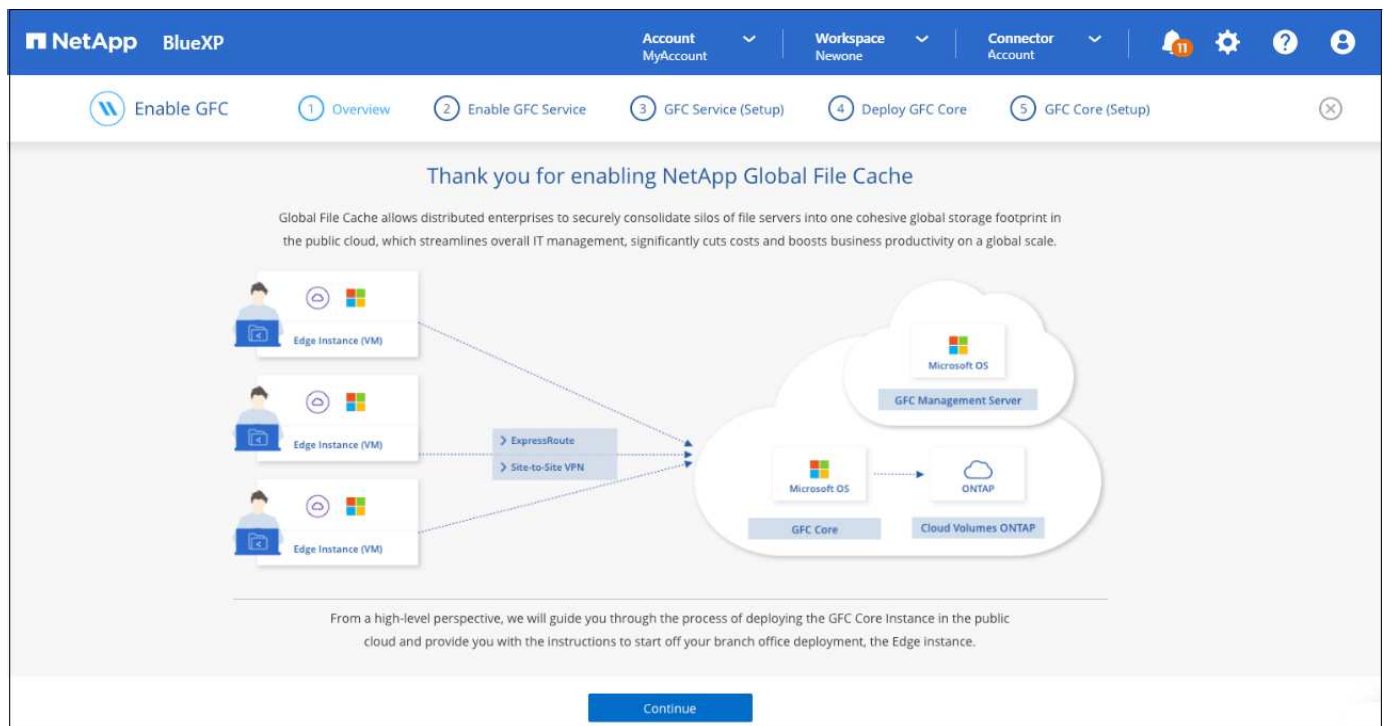 NetApp BlueXP
Account
MyAccount
Workspace
Newone
Connector
Account
11
Enable GFC
1 Overview
2 Enable GFC Service
3 GFC Service (Setup)
4 Deploy GFC Core
5 GFC Core (Setup)
Thank you for enabling NetApp Global File Cache
Global File Cache allows distributed enterprises to securely consolidate silos of file servers into one cohesive global storage footprint in
the public cloud, which streamlines overall IT management, significantly cuts costs and boosts business productivity on a global scale.
Edge Instance (VM)
Edge Instance (VM)
Edge Instance (VM)
> ExpressRoute
> Site-to-Site VPN
Microsoft OS
GFC Management Server
Microsoft OS
GFC Core
ONTAP
Cloud Volumes ONTAP
From a high-level perspective, we will guide you through the process of deploying the GFC Core Instance in the public
cloud and provide you with the instructions to start off your branch office deployment, the Edge instance.
Continue